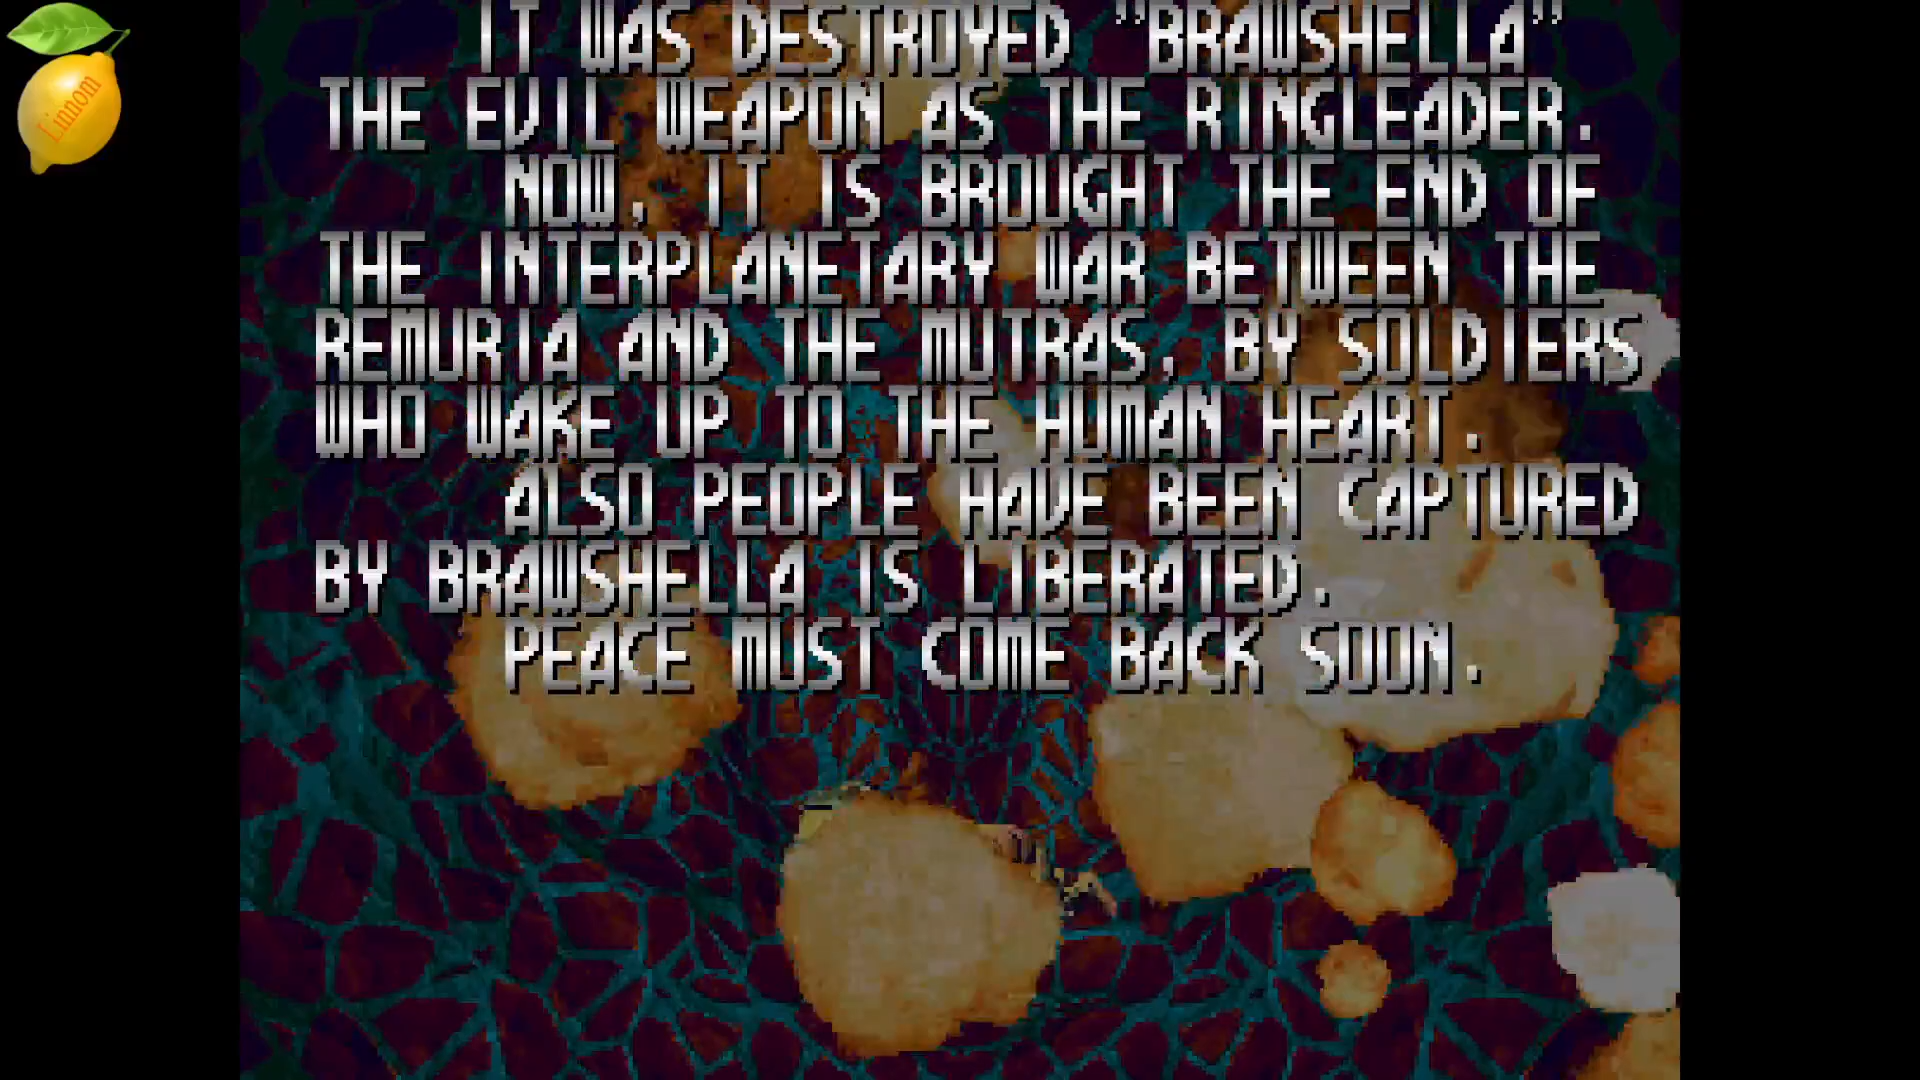 Linnom
IT WAS DESTROYED "BRAWSHELLA"
THE EVIL WEAPON AS THE RINGLEADER.
NOW, IT IS BROUGHT THE END OF
THE INTERPLANETARY WAR BETWEEN THE
REMURIA AND THE MUTRAS, BY SOLDIERS
WHO WAKE UP TO THE HUMAN HEART.
ALSO PEOPLE HAVE BEEN CAPTURED
BY BRAWSHELLA IS LIBERATED.
PEACE MUST COME BACK SOON.